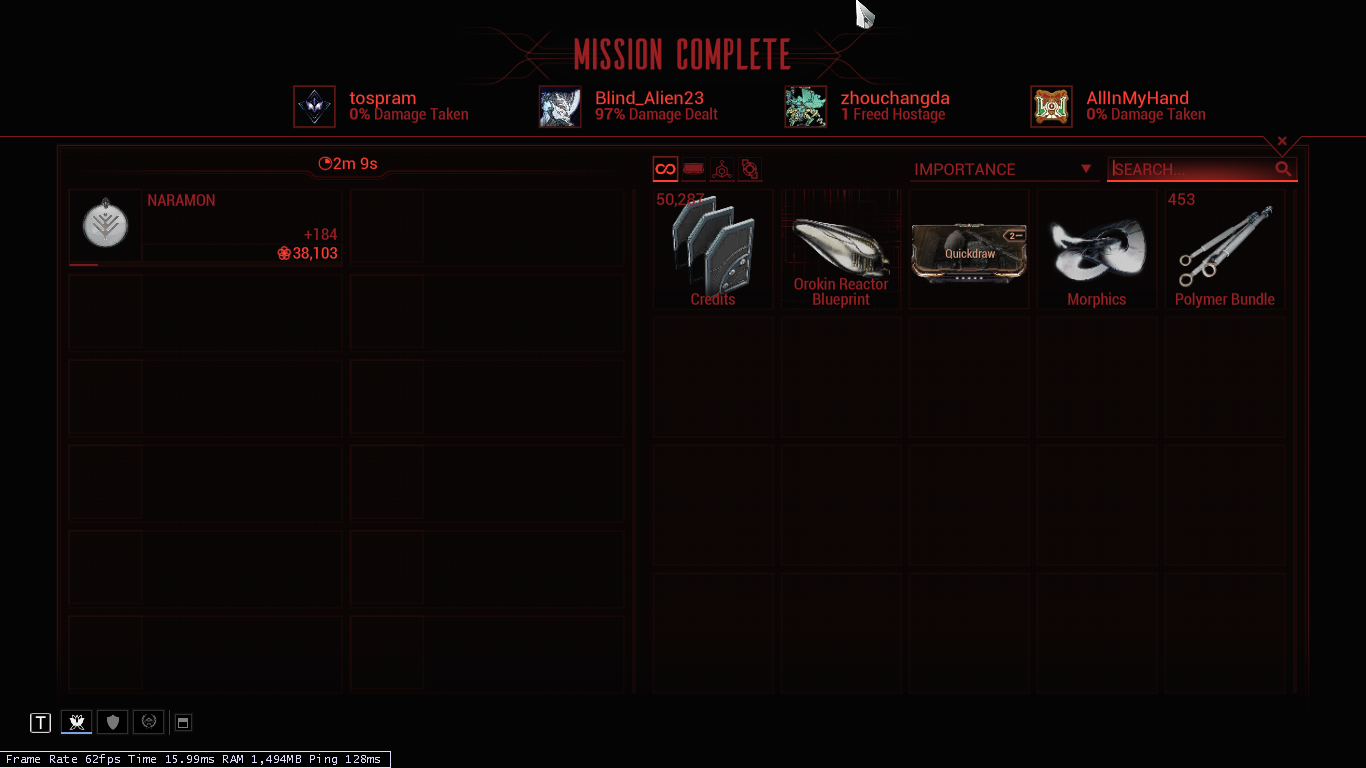 MISSION COMPLETE
tospram
0% Damage Taken
Blind_Alien23
97% Damage Dealt
zhouchangda
1 Freed Hostage
AllInMyHand
0% Damage Taken
2m 9s
IMPORTANCE
SEARCH...
NARAMON
+184
38,103
50,287
Credits
Orokin Reactor
Blueprint
2
Quickdraw
Morphics
453
Polymer Bundle
T
Frame Rate 62fps Time 15.99ms RAM 1,494MB Ping 128ms